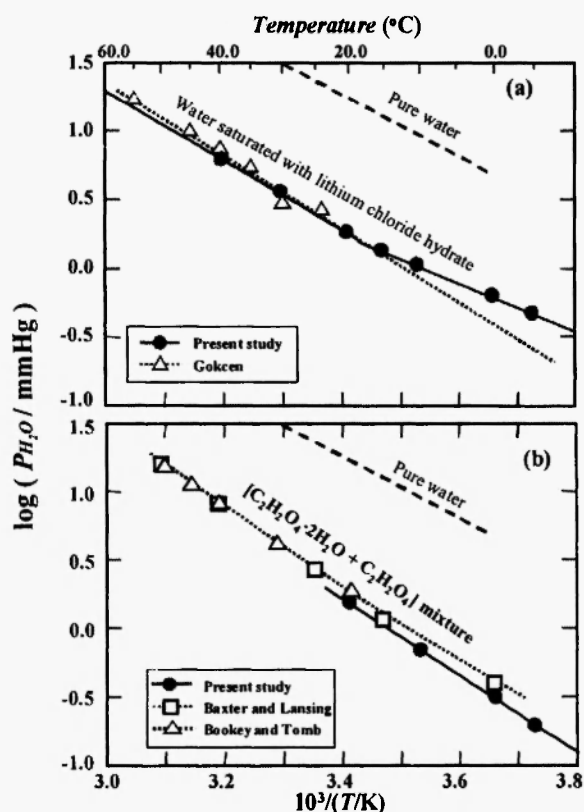 Temperature (°C)
60.0 40.0 20.0 0.0
1.5
(a)
Pure water
Water saturated with lithium chloride hydrate
1.0
0.5
0.0
-0.5
-1.0
Present study
Gokcen
log ( P_H₂O / mmHg )
1.5
(b)
Pure water
[C₂H₂O₄·2H₂O + C₂H₂O₄] mixture
1.0
0.5
0.0
-0.5
-1.0
Present study
Baxter and Lansing
Bookey and Tomb
3.0 3.2 3.4 3.6 3.8
10³/(T/K)